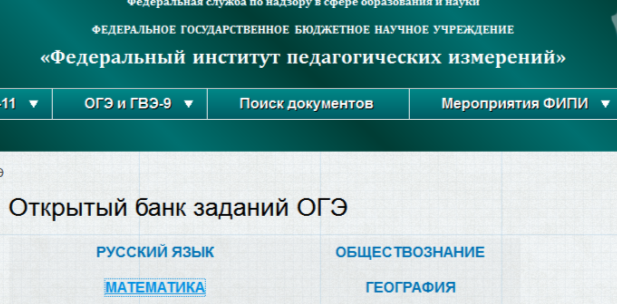 Федеральная служба по надзору в сфере образования и науки
ФЕДЕРАЛЬНОЕ ГОСУДАРСТВЕННОЕ БЮДЖЕТНОЕ НАУЧНОЕ УЧРЕЖДЕНИЕ
«Федеральный институт педагогических измерений»
-11 ▼ ОГЭ и ГВЭ-9 ▼ Поиск документов Мероприятия ФИПИ ▼
Э
Открытый банк заданий ОГЭ
РУССКИЙ ЯЗЫК ОБЩЕСТВОЗНАНИЕ
МАТЕМАТИКА ГЕОГРАФИЯ